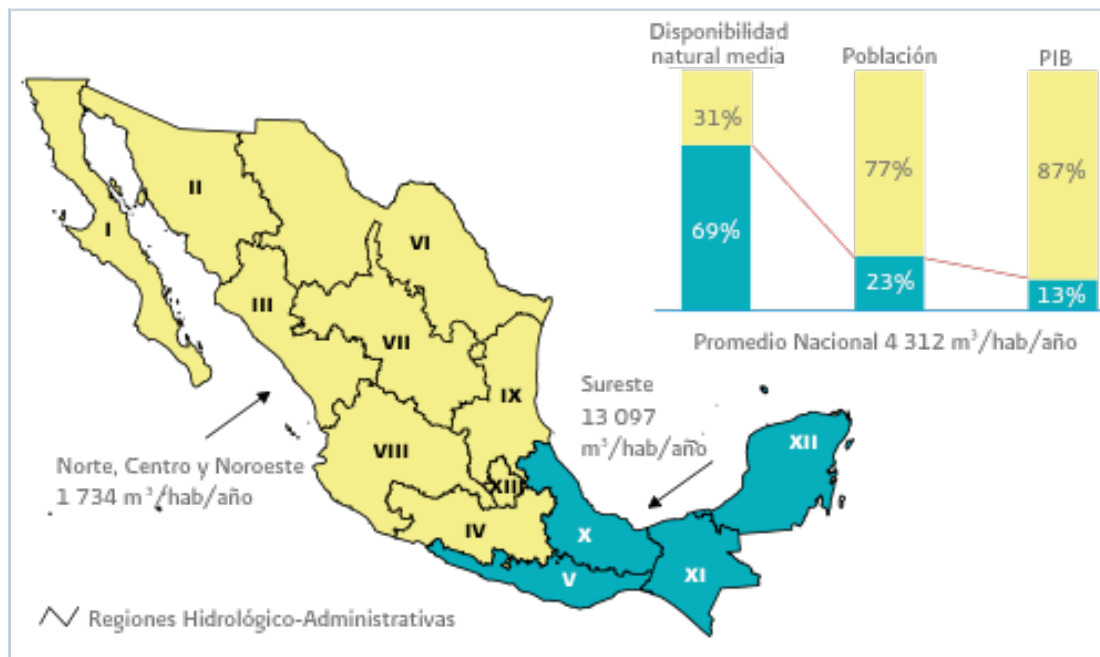 Disponibilidad
natural media
Población
PIB
31%
77%
87%
69%
23%
13%
Promedio Nacional 4 312 m³/hab/año
I
II
III
VI
VII
IX
VIII
XIII
IV
X
V
XI
XII
Sureste
13 097
m³/hab/año
Norte, Centro y Noroeste
1 734 m³/hab/año
Regiones Hidrológico-Administrativas